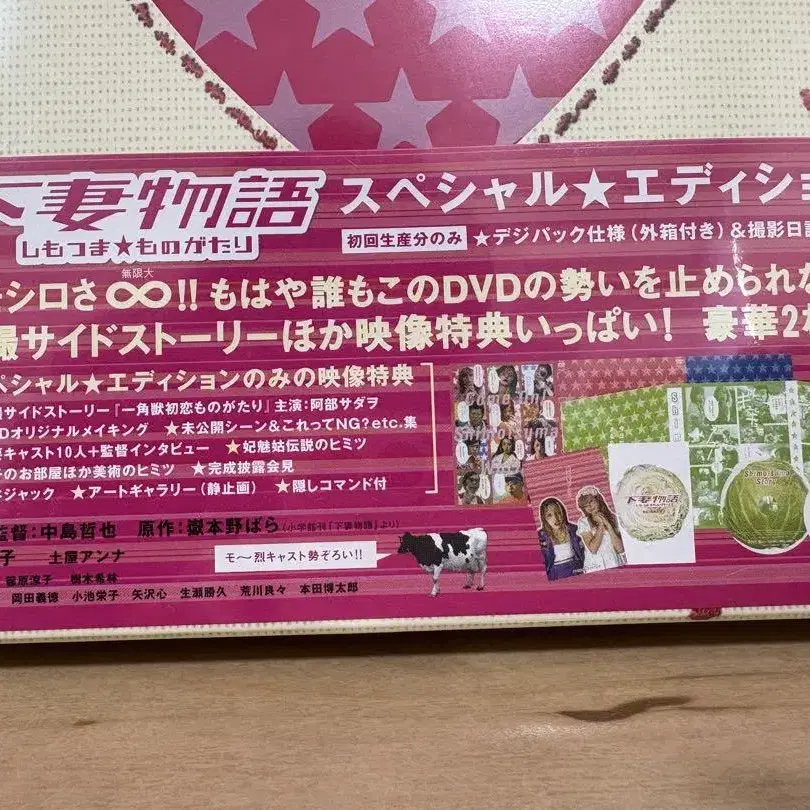 下妻物語 スペシャル★エディショ
しもつま★ものがたり
初回生産分のみ ★デジパック仕様(外箱付き)&撮影日記
無限大
シロさ∞!!もはや誰もこのDVDの勢いを止められな
撮サイドストーリーほか映像特典いっぱい! 豪華2
ペシャル★エディションのみの映像特典
サイドストーリー『一角獣初恋ものがたり』主演:阿部サダヲ
Dオリジナルメイキング ★未公開シーン&これってNG?etc.集
キャスト10人+監督インタビュー ★妃魅姑伝説のヒミツ
のお部屋ほか美術のヒミツ ★完成披露会見
ジャック ★アートギャラリー(静止画) ★隠しコマンド付
監督:中島哲也 原作:嶽本野ばら(小学館刊『下妻物語』より)
子 土屋アンナ
篠原涼子 樹木希林
岡田義徳 小池栄子 矢沢心 生瀬勝久 荒川良々 本田博太郎
モ〜烈キャスト勢ぞろい!!
下妻物語